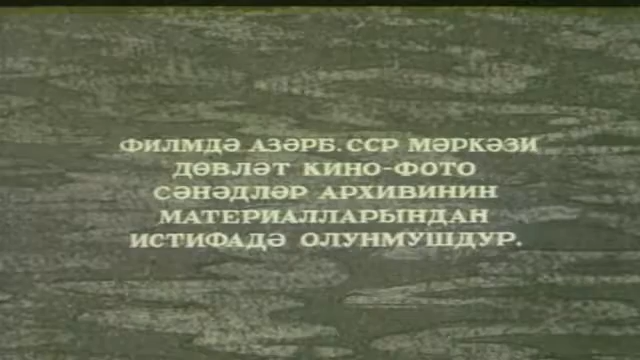 ФИЛМДӘ АЗӘРБ. ССР МӘРКӘЗИ
ДӨВЛӘТ КИНО-ФОТО
СӘНӘДЛӘР АРХИВИНИН
МАТЕРИАЛЛАРЫНДАН
ИСТИФАДӘ ОЛУНМУШДУР.